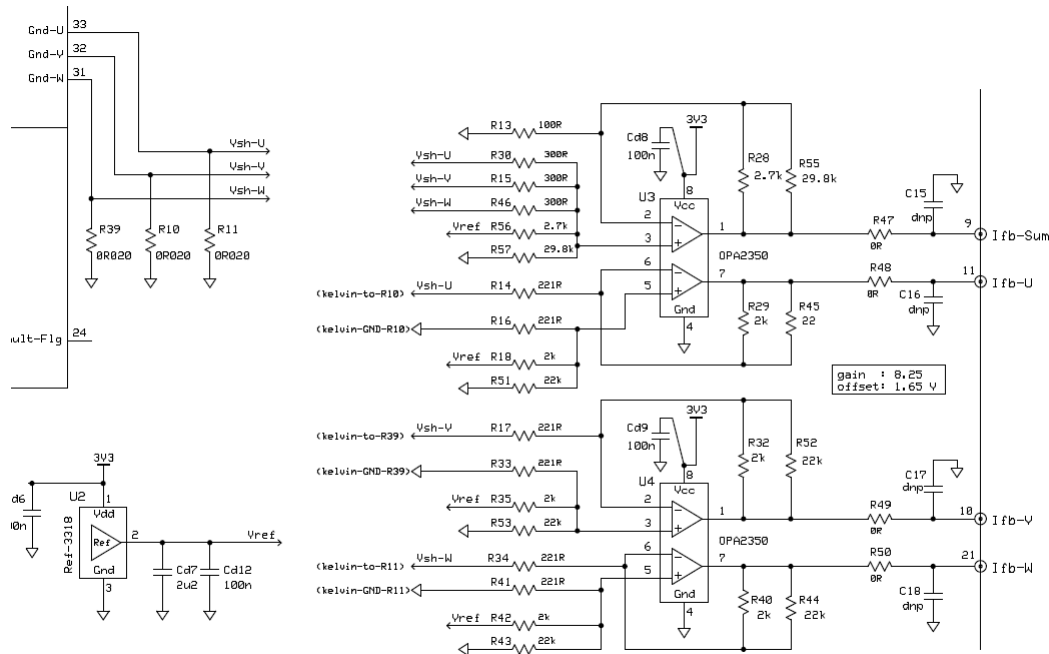 Gnd-U 33
Gnd-V 32
Gnd-W 31
Vsh-U
Vsh-V
Vsh-W
R39 R10 R11
0R020 0R020 0R020
24
ult-Flg
3V3
U2
d6
1
Vdd
Ref
Ref-3318
2
Vref
Gnd
3
Cd7
2u2
Cd12
100n
R13 100R
Vsh-U R30 300R
Vsh-V R15 300R
Vsh-W R46 300R
Vref R56 2.7k
R57 29.8k
(kelvin-to-R10) Vsh-U R14 221R
(kelvin-GND-R10) R16 221R
Vref R18 2k
R51 22k
3V3
Cd8
100n
8
U3
Vcc
2
3
1
6
5
7
OPA2350
Gnd
4
R28
2.7k
R55
29.8k
R29
2k
R45
22
R47
0R
C15
dnp
9
Ifb-Sum
R48
0R
C16
dnp
11
Ifb-U
gain : 8.25
offset: 1.65 V
(kelvin-to-R39) Vsh-V R17 221R
(kelvin-GND-R39) R33 221R
Vref R35 2k
R53 22k
(kelvin-to-R11) Vsh-W R34 221R
(kelvin-GND-R11) R41 221R
Vref R42 2k
R43 22k
3V3
Cd9
100n
8
U4
Vcc
2
3
1
6
5
7
OPA2350
Gnd
4
R32
2k
R52
22k
R40
2k
R44
22k
R49
0R
C17
dnp
10
Ifb-V
R50
0R
C18
dnp
21
Ifb-W